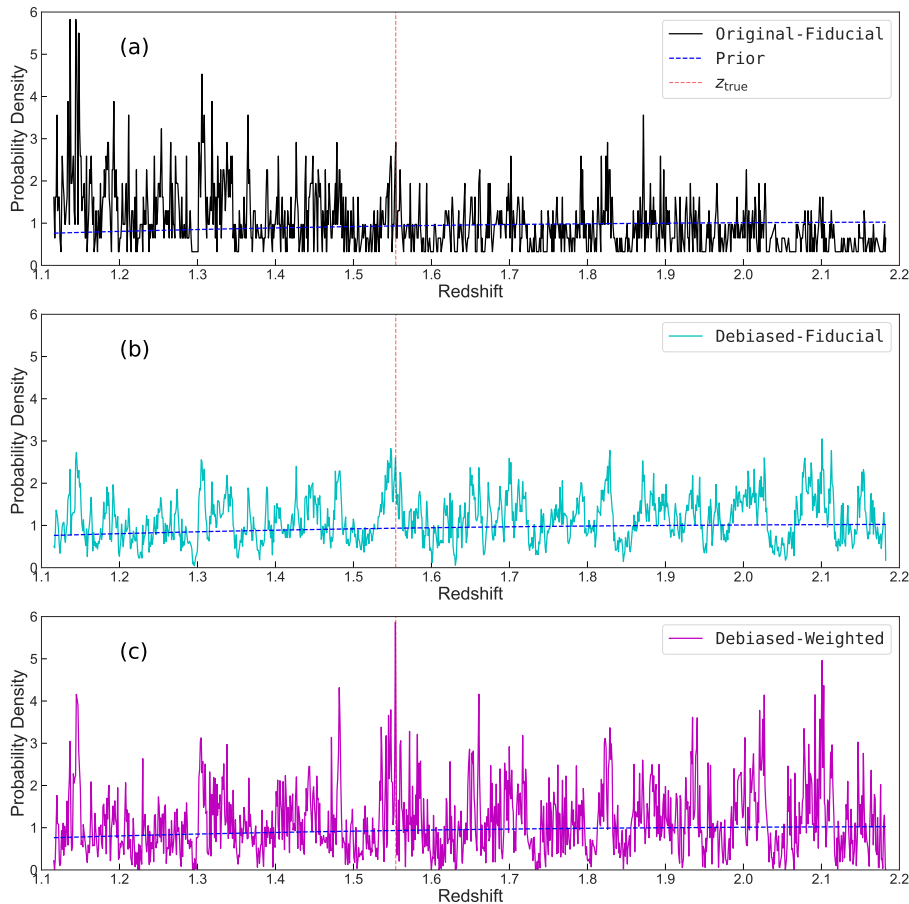 (a)
Original-Fiducial
Prior
z_true
Probability Density
6
5
4
3
2
1
0
1.1 1.2 1.3 1.4 1.5 1.6 1.7 1.8 1.9 2.0 2.1 2.2
Redshift
(b)
Debiased-Fiducial
Probability Density
6
5
4
3
2
1
0
1.1 1.2 1.3 1.4 1.5 1.6 1.7 1.8 1.9 2.0 2.1 2.2
Redshift
(c)
Debiased-Weighted
Probability Density
6
5
4
3
2
1
0
1.1 1.2 1.3 1.4 1.5 1.6 1.7 1.8 1.9 2.0 2.1 2.2
Redshift